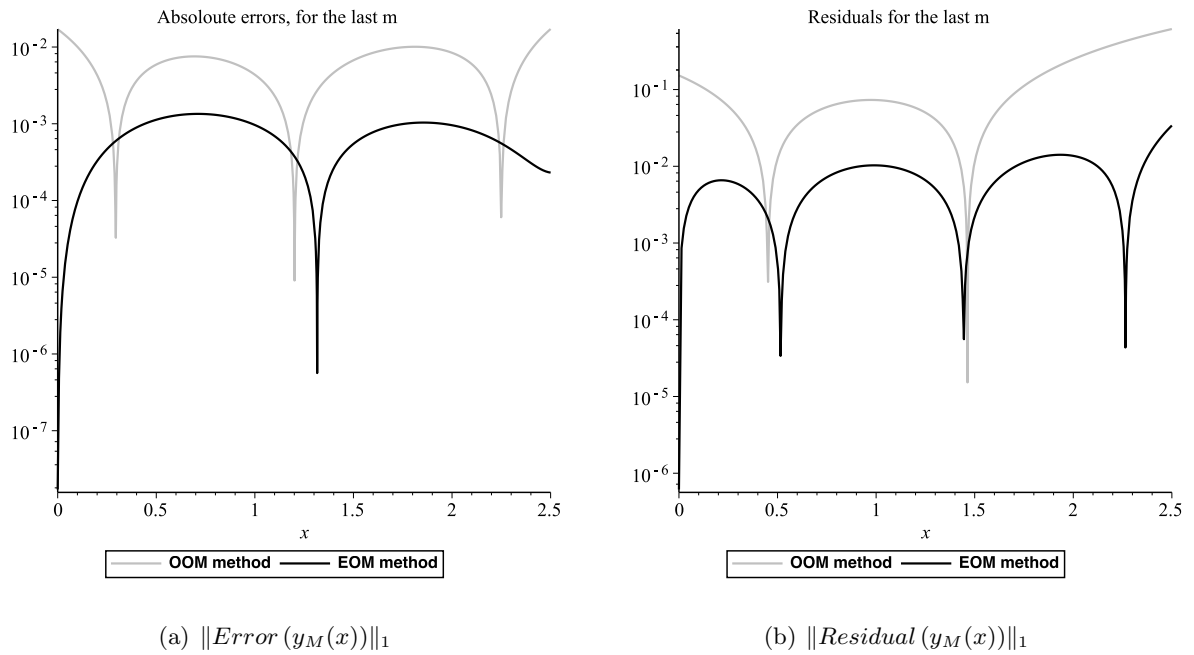 Absoloute errors, for the last m
10^-2
10^-3
10^-4
10^-5
10^-6
10^-7
0 0.5 1 1.5 2 2.5
x
OOM method EOM method
(a) ‖Error (y_M(x))‖_1
Residuals for the last m
10^-1
10^-2
10^-3
10^-4
10^-5
10^-6
0 0.5 1 1.5 2 2.5
x
OOM method EOM method
(b) ‖Residual (y_M(x))‖_1